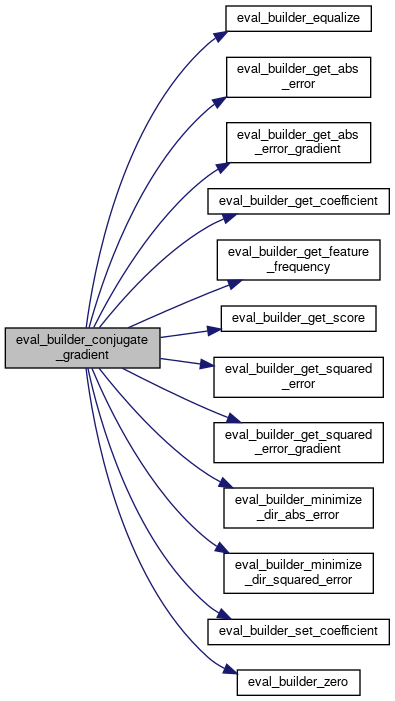 eval_builder_equalize
eval_builder_get_abs
_error
eval_builder_get_abs
_error_gradient
eval_builder_get_coefficient
eval_builder_get_feature
_frequency
eval_builder_get_score
eval_builder_conjugate
_gradient
eval_builder_get_squared
_error
eval_builder_get_squared
_error_gradient
eval_builder_minimize
_dir_abs_error
eval_builder_minimize
_dir_squared_error
eval_builder_set_coefficient
eval_builder_zero